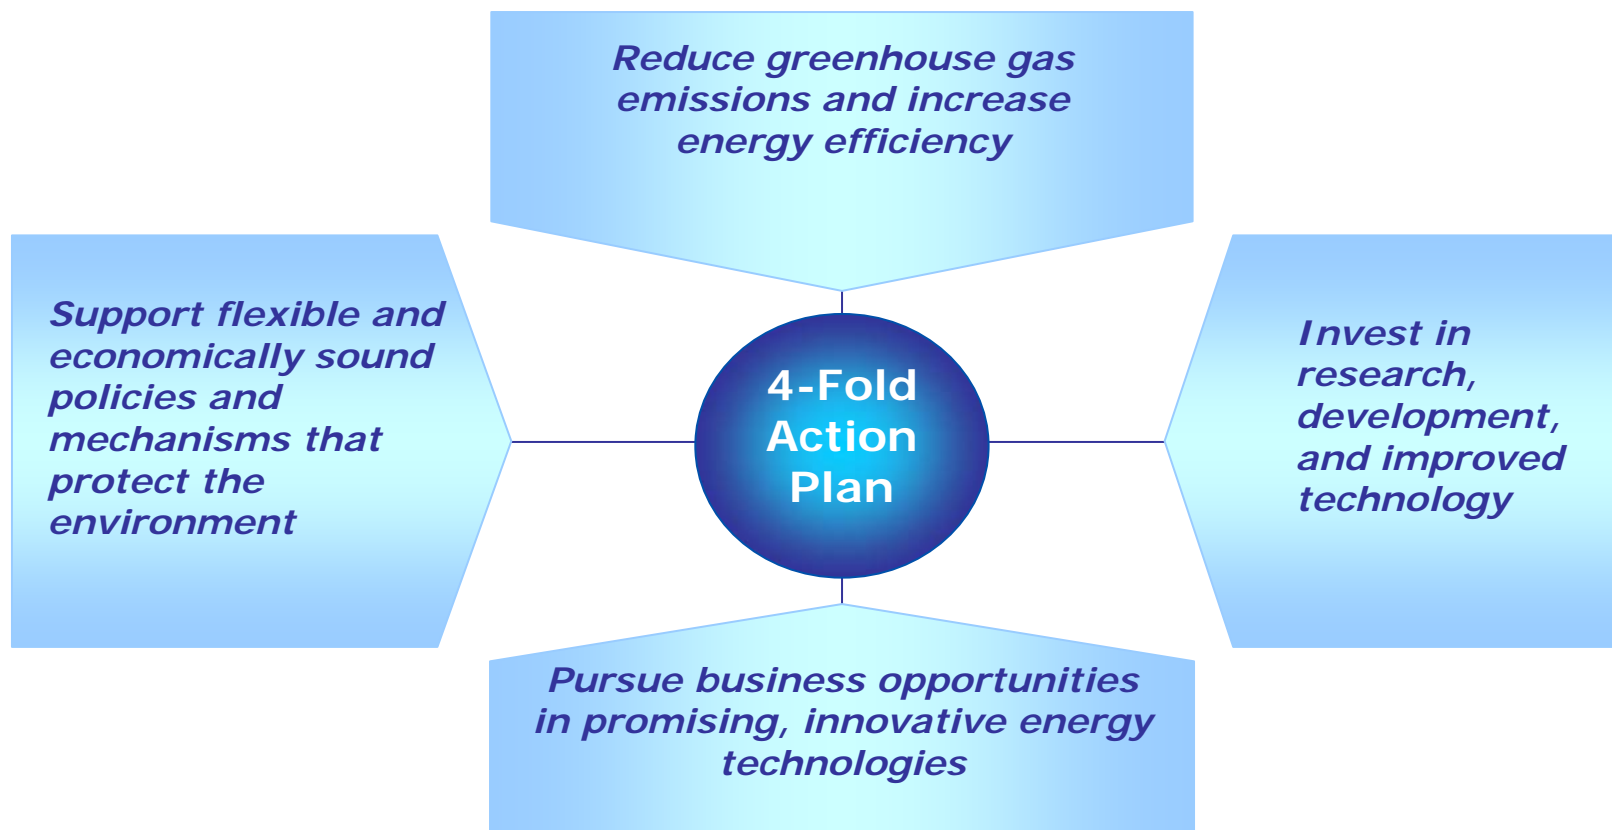 Reduce greenhouse gas
emissions and increase
energy efficiency
Support flexible and
economically sound
policies and
mechanisms that
protect the
environment
4-Fold
Action
Plan
Invest in
research,
development,
and improved
technology
Pursue business opportunities
in promising, innovative energy
technologies